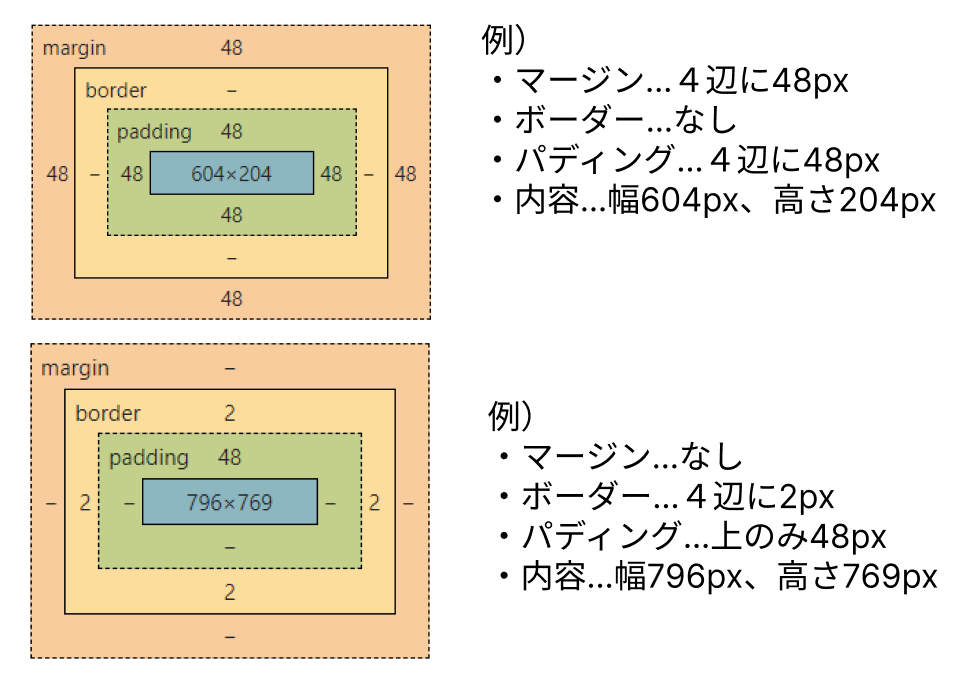 margin 48
border –
padding 48
48 – 48 604×204 48 – 48
48
–
48
例）
・マージン…４辺に48px
・ボーダー…なし
・パディング…４辺に48px
・内容…幅604px、高さ204px
margin –
border 2
padding 48
– 2 – 796×769 – 2 –
–
2
–
例）
・マージン…なし
・ボーダー…４辺に2px
・パディング…上のみ48px
・内容…幅796px、高さ769px